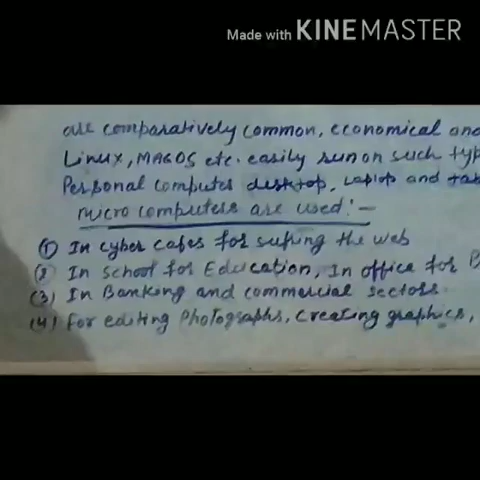 Made with KINEMASTER
are comparatively common, economical and
Linux, MACOS etc. easily run on such typ
Personal computer desktop, laptop and tab
micro computers are used:-
(1) In cyber cafes for sufing the web
(2) In School for Education, In office for B
(3) In Banking and commercial sectors.
(4) For editing Photographs, creating graphics,